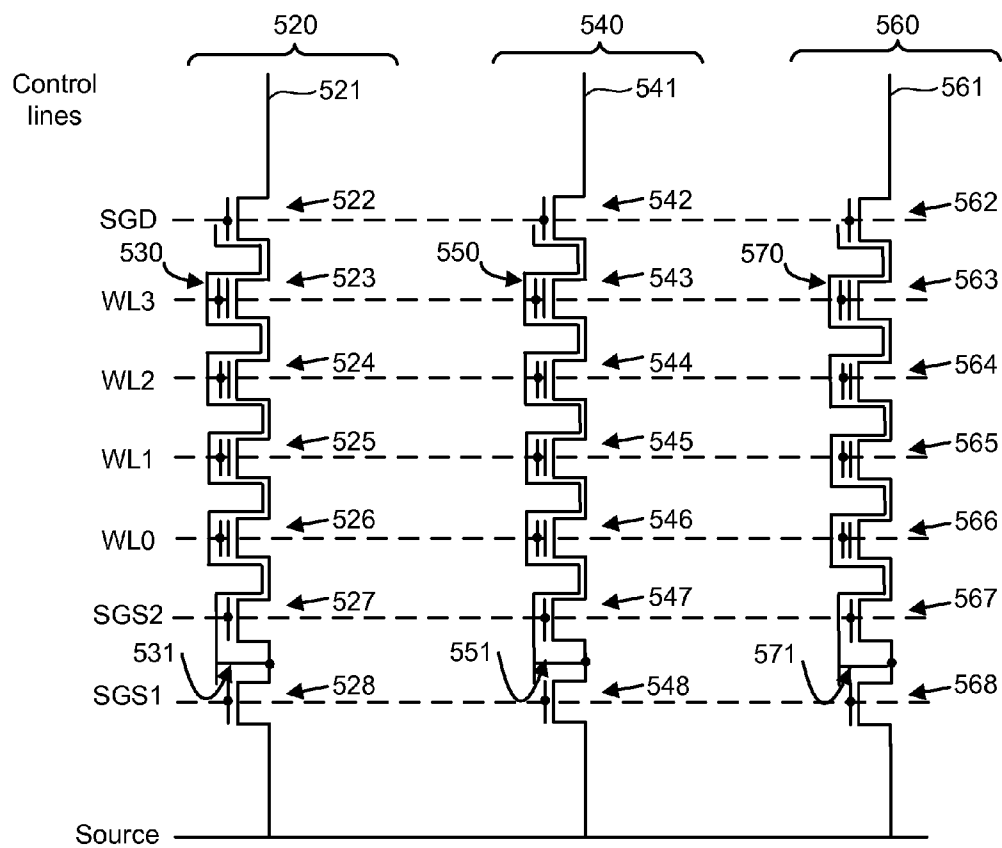 520 540 560
Control lines
521 541 561
SGD 522 542 562
530 550 570
WL3 523 543 563
WL2 524 544 564
WL1 525 545 565
WL0 526 546 566
SGS2 527 547 567
531 551 571
SGS1 528 548 568
Source